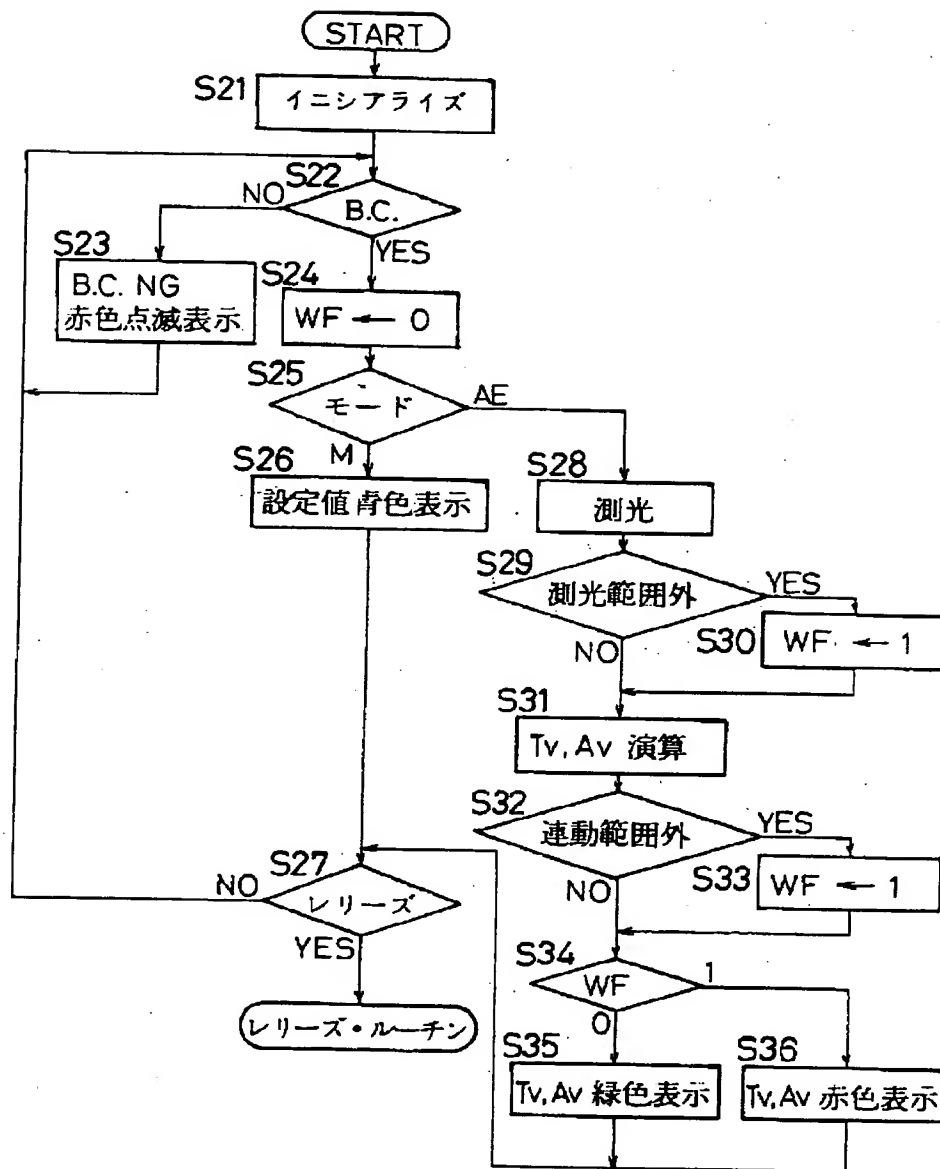 START
S21
イニシアライズ
S22
B.C.
NO
YES
S23
B.C. NG
赤色点滅表示
S24
WF ← 0
S25
モード
AE
M
S26
設定値 青色表示
S28
測光
S29
測光範囲外
YES
NO
S30
WF ← 1
S31
Tv, Av 演算
S32
連動範囲外
YES
NO
S33
WF ← 1
S27
レリーズ
NO
YES
レリーズ・ルーチン
S34
WF
1
0
S35
Tv, Av 緑色表示
S36
Tv, Av 赤色表示